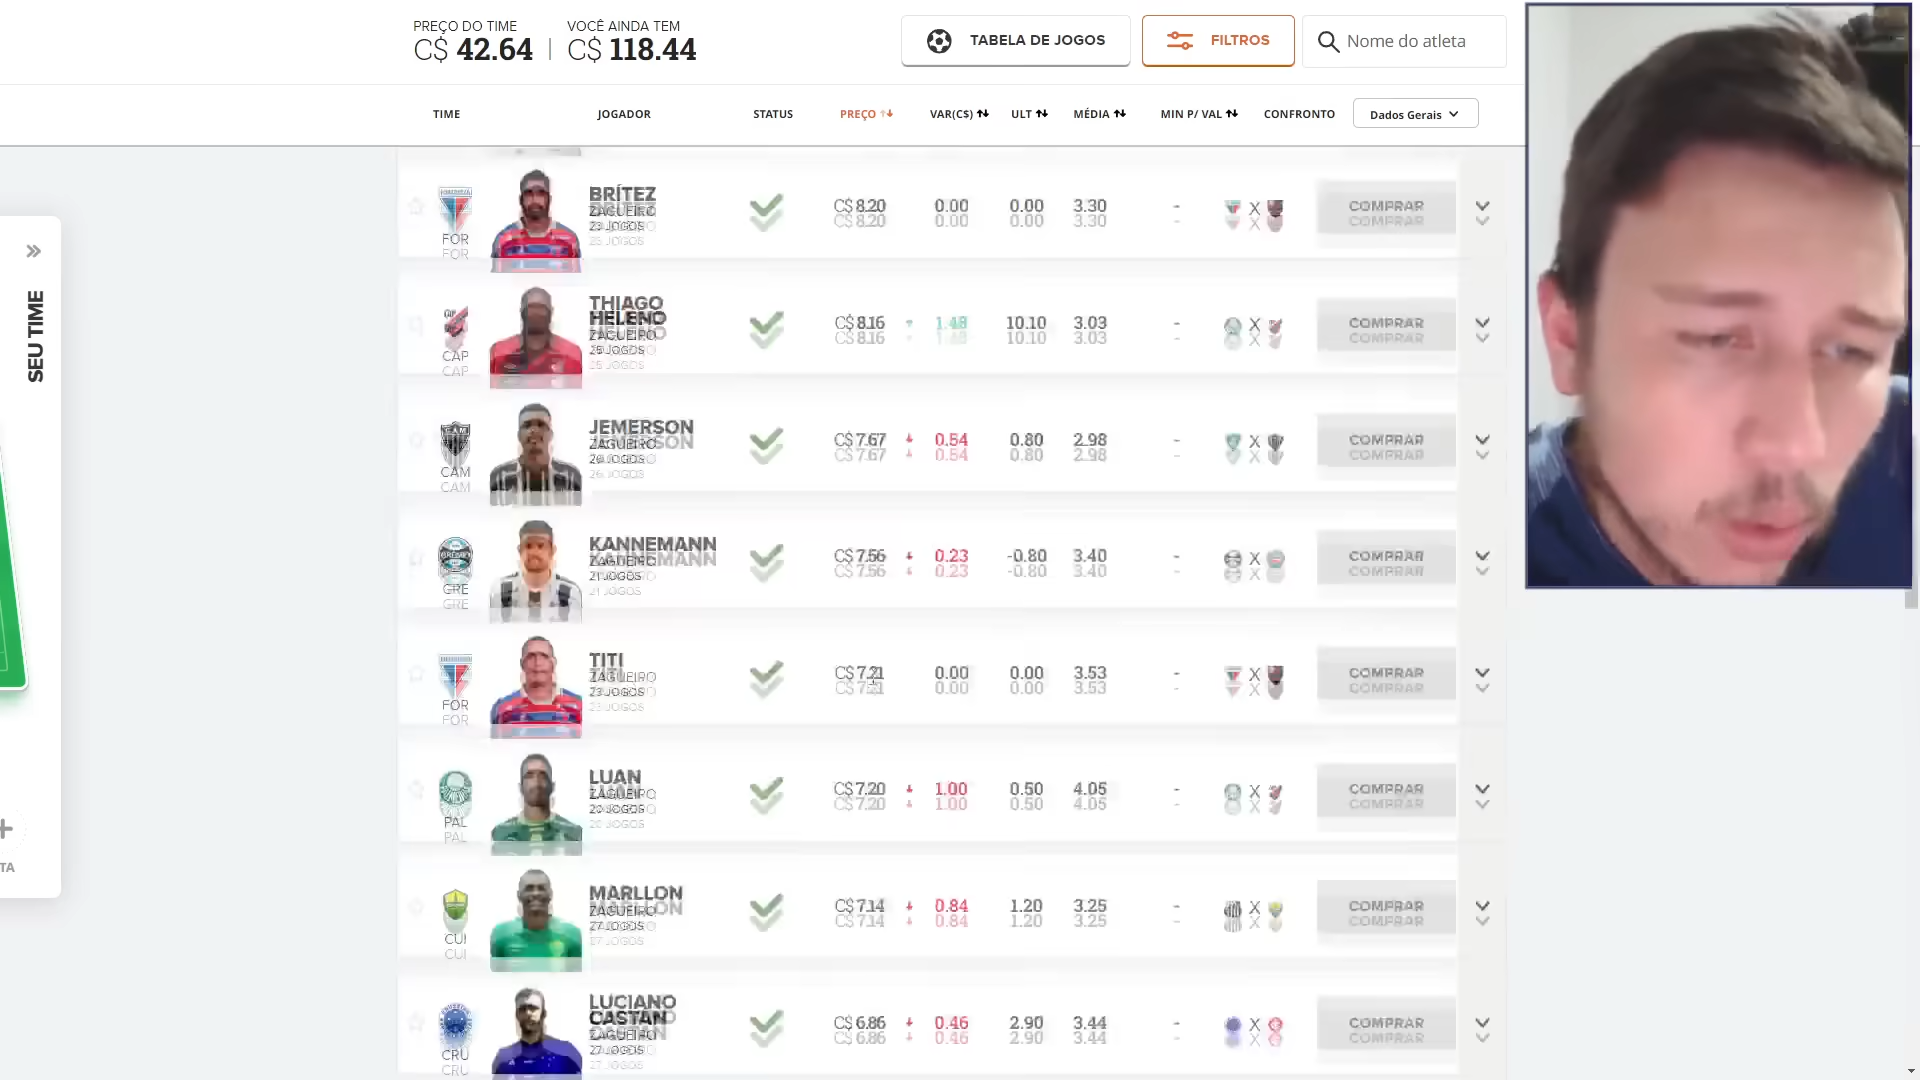 PREÇO DO TIME
C$ 42.64
VOCÊ AINDA TEM
C$ 118.44
TABELA DE JOGOS
FILTROS
Nome do atleta
TIME JOGADOR STATUS PREÇO VAR(C$) ULT MÉDIA MIN P/ VAL CONFRONTO Dados Gerais
SEU TIME
TA
FOR
BRÍTEZ
ZAGUEIRO
23 JOGOS
C$ 8.20 0.00 0.00 3.30 - X COMPRAR
CAP
THIAGO
HELENO
ZAGUEIRO
25 JOGOS
C$ 8.16 1.48 10.10 3.03 - X COMPRAR
CAM
JEMERSON
ZAGUEIRO
26 JOGOS
C$ 7.67 0.54 0.80 2.98 - X COMPRAR
GRE
KANNEMANN
ZAGUEIRO
21 JOGOS
C$ 7.56 0.23 -0.80 3.40 - X COMPRAR
FOR
TITI
ZAGUEIRO
23 JOGOS
C$ 7.21 0.00 0.00 3.53 - X COMPRAR
PAL
LUAN
ZAGUEIRO
20 JOGOS
C$ 7.20 1.00 0.50 4.05 - X COMPRAR
CUI
MARLLON
ZAGUEIRO
27 JOGOS
C$ 7.14 0.84 1.20 3.25 - X COMPRAR
CRU
LUCIANO
CASTAN
ZAGUEIRO
27 JOGOS
C$ 6.86 0.46 2.90 3.44 - X COMPRAR